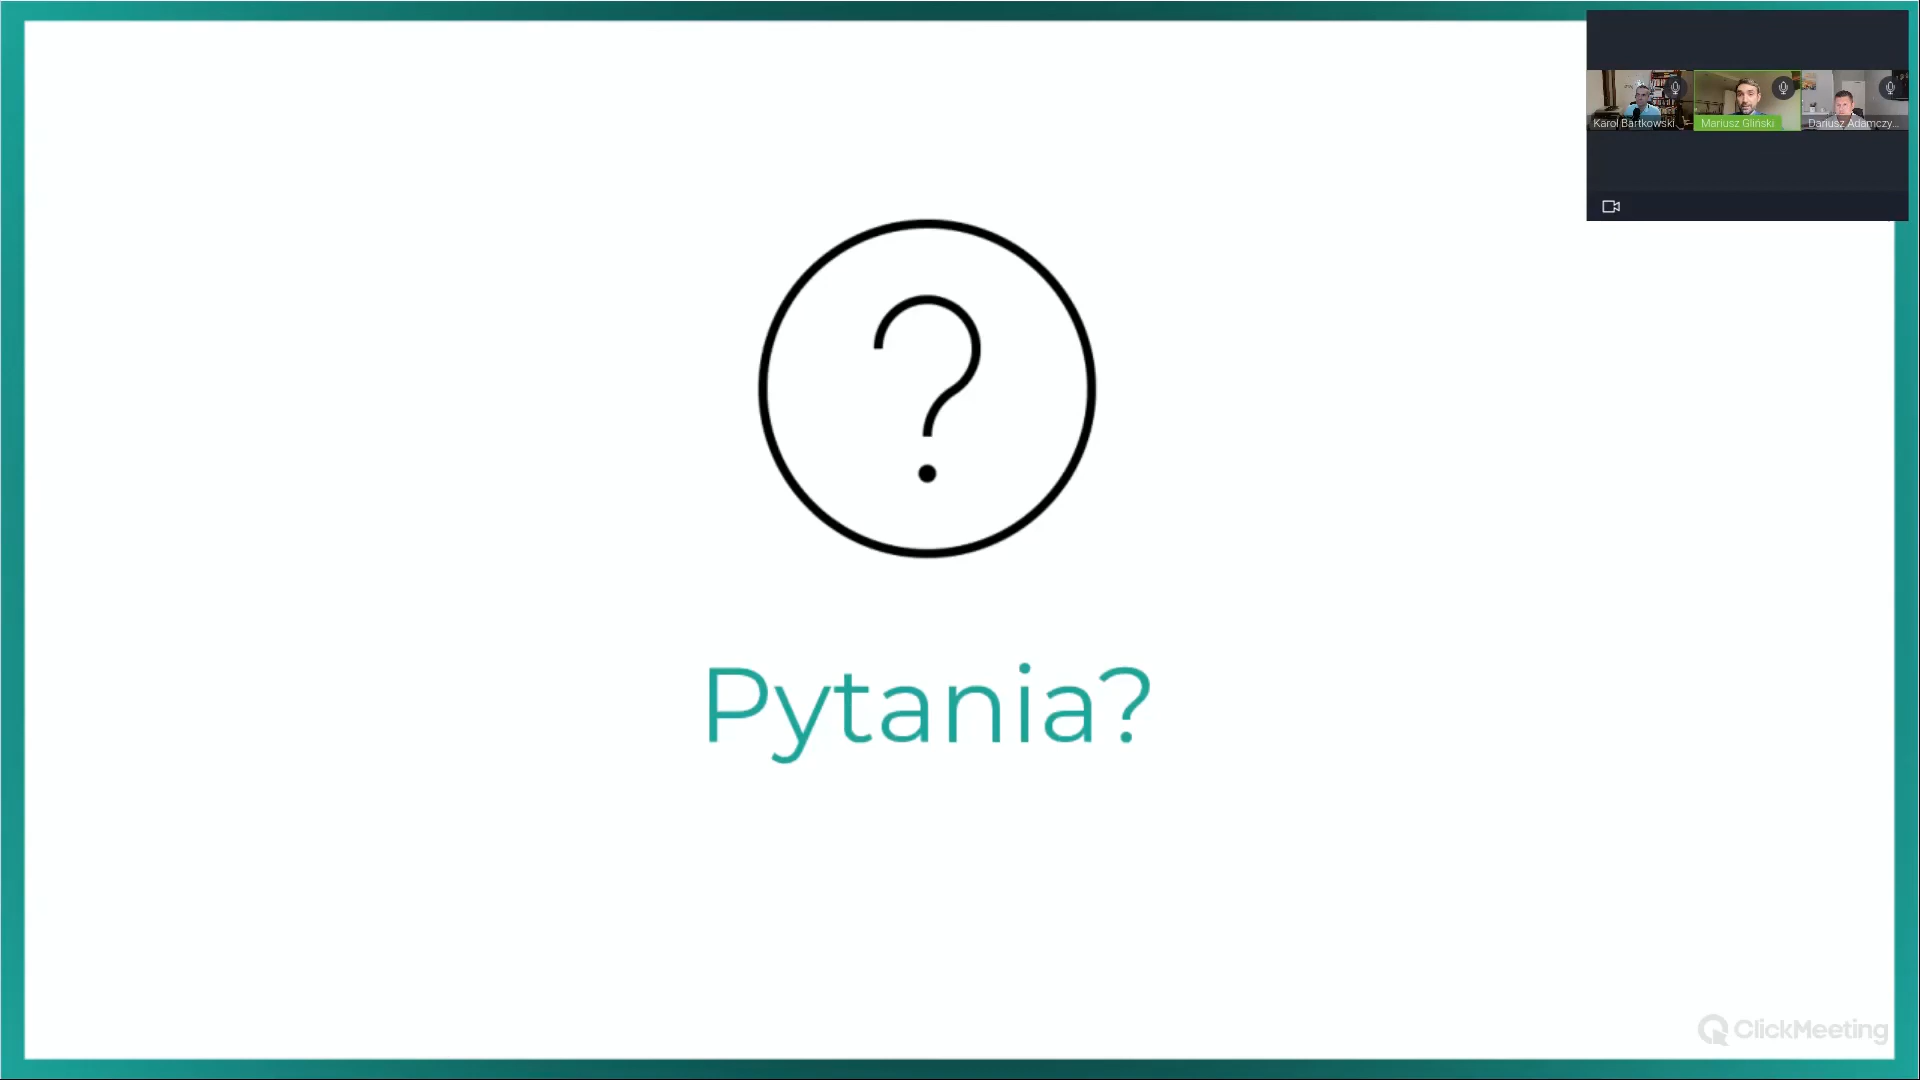 Karol Bartkowski
Mariusz Gliński
Dariusz Adamczy...
?
Pytania?
ClickMeeting